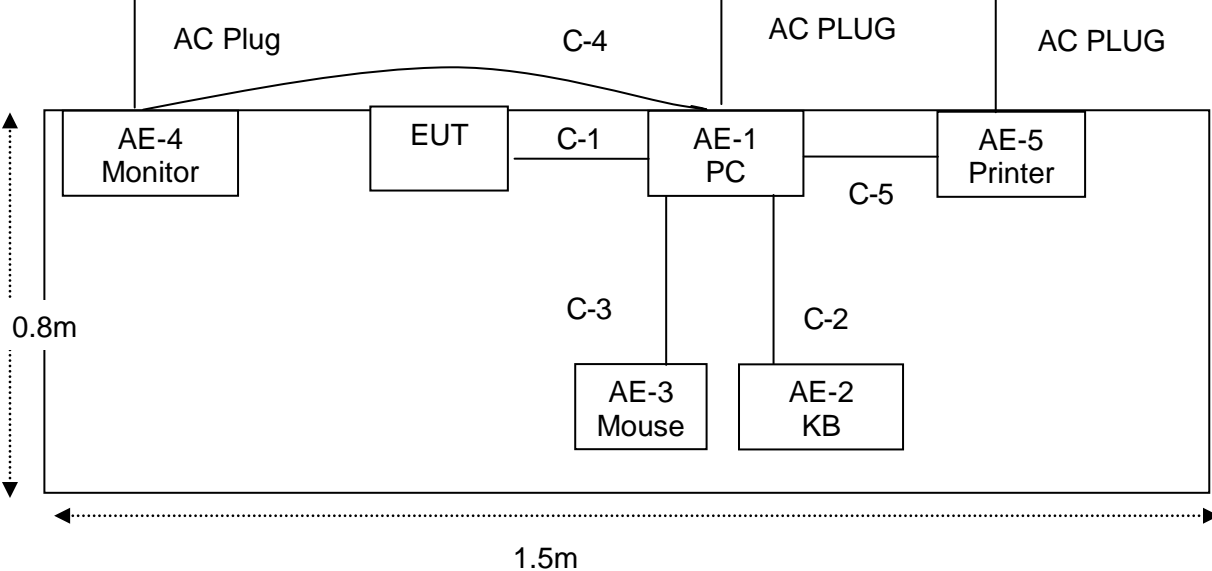 AC Plug
C-4
AC PLUG
AC PLUG
AE-4
Monitor
EUT
C-1
AE-1
PC
C-5
AE-5
Printer
0.8m
C-3
C-2
AE-3
Mouse
AE-2
KB
1.5m